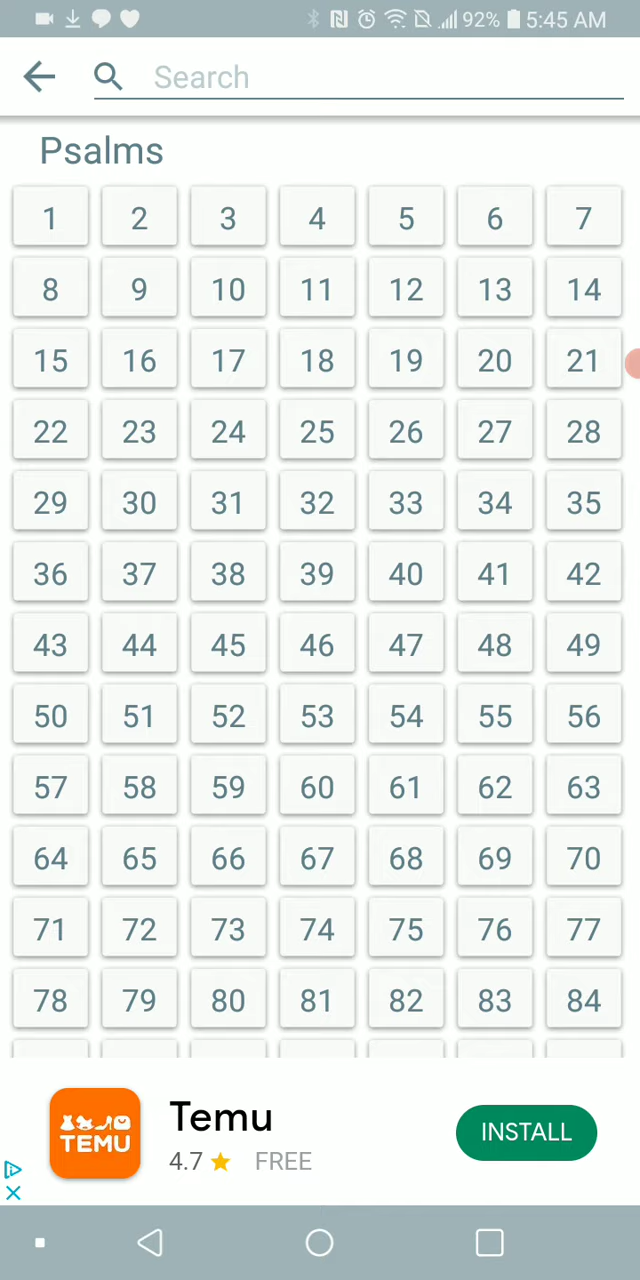 92% 5:45 AM
Search
Psalms
1 2 3 4 5 6 7
8 9 10 11 12 13 14
15 16 17 18 19 20 21
22 23 24 25 26 27 28
29 30 31 32 33 34 35
36 37 38 39 40 41 42
43 44 45 46 47 48 49
50 51 52 53 54 55 56
57 58 59 60 61 62 63
64 65 66 67 68 69 70
71 72 73 74 75 76 77
78 79 80 81 82 83 84
TEMU
Temu
4.7 FREE
INSTALL